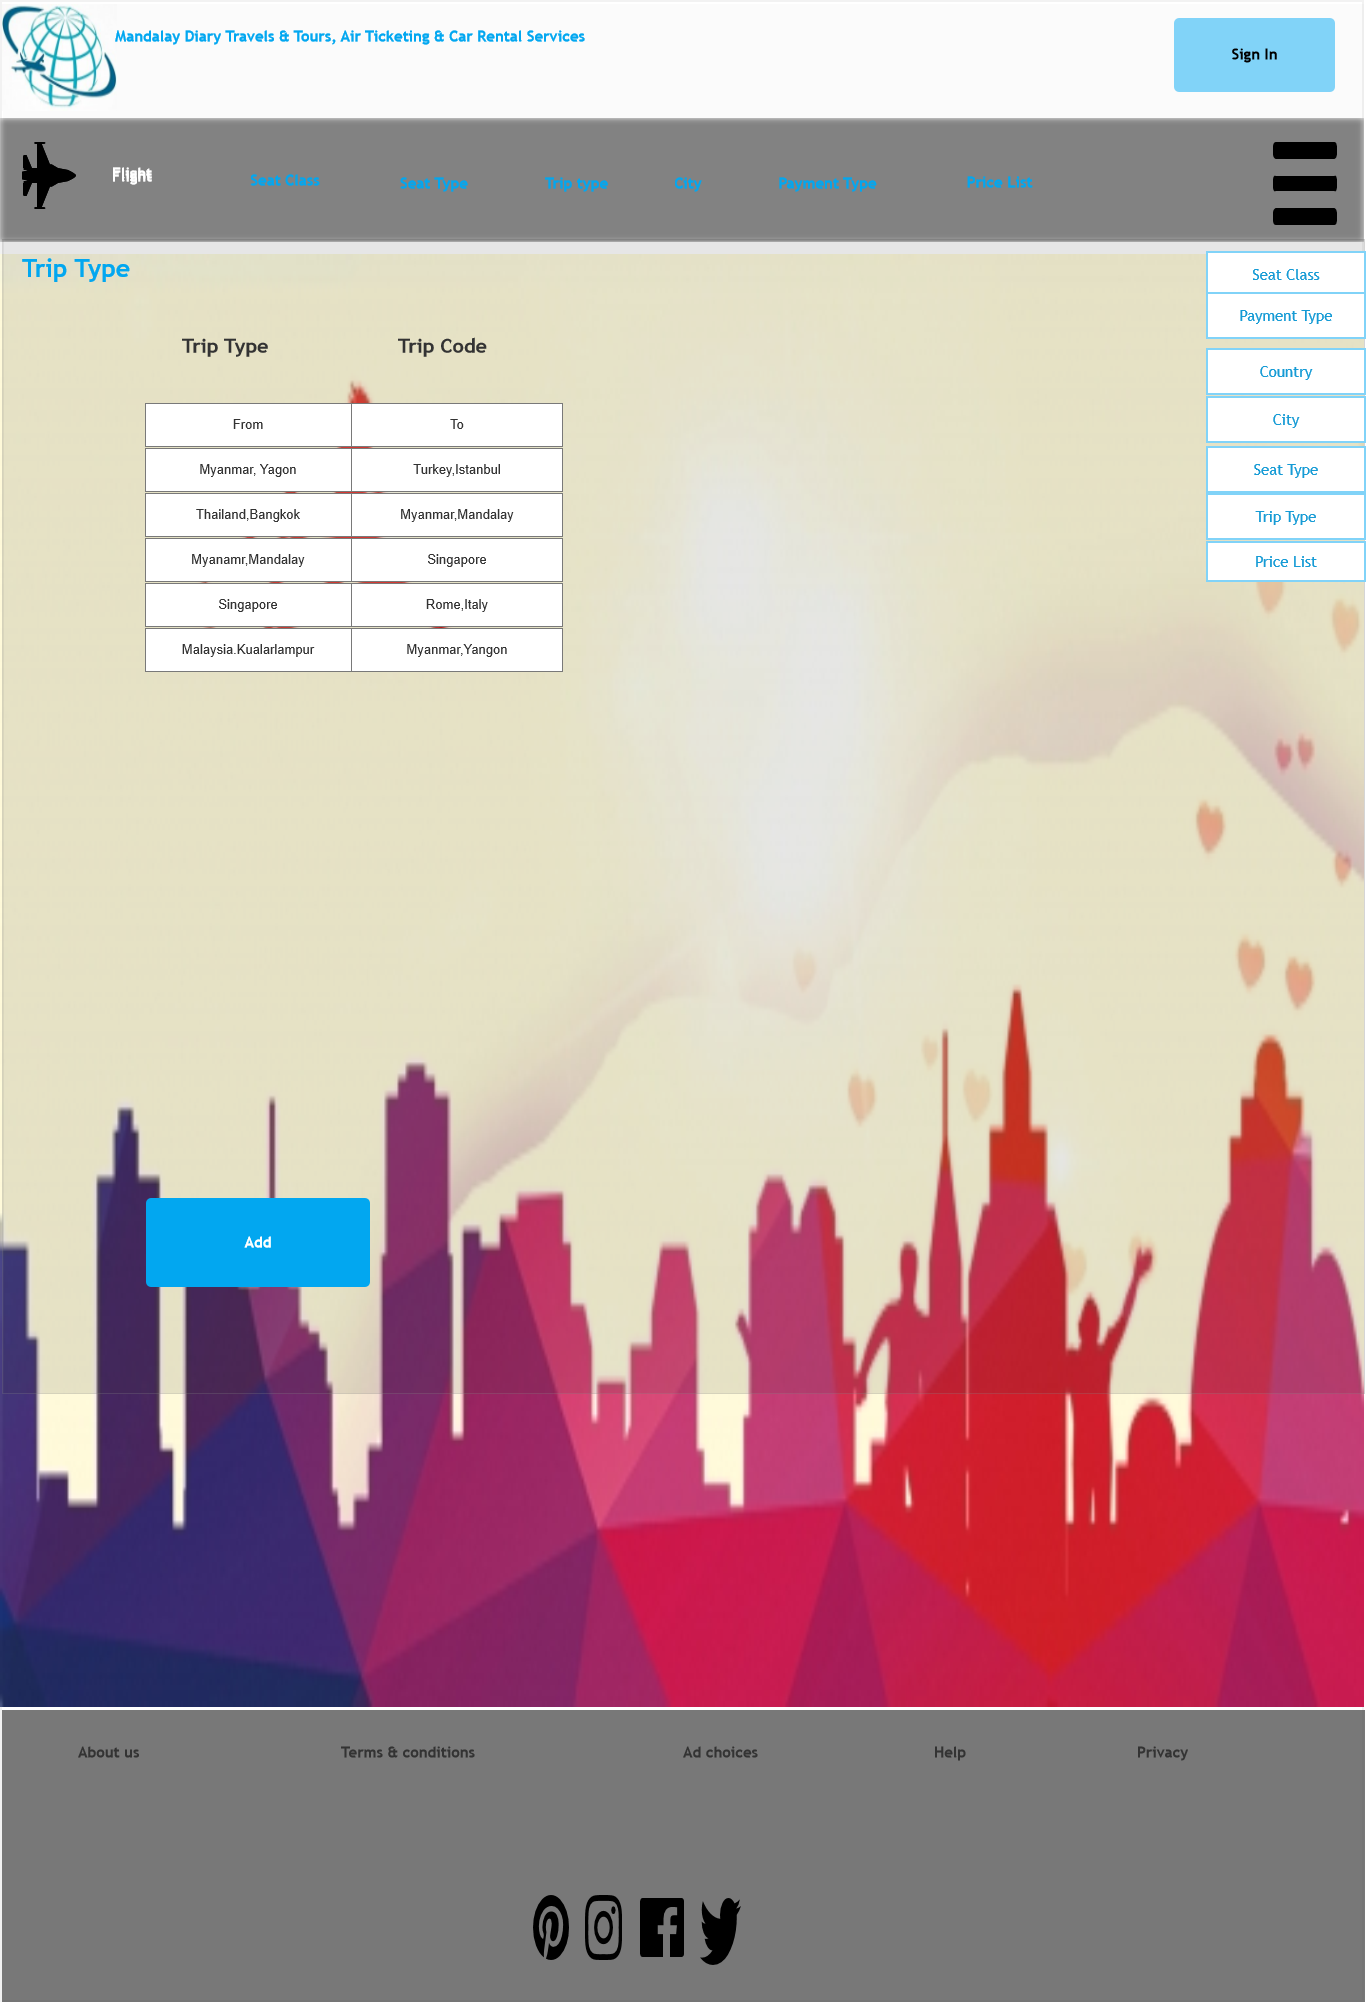 Mandalay Diary Travels & Tours, Air Ticketing & Car Rental Services
Sign In
Flight
Seat Class
Seat Type
Trip type
City
Payment Type
Price List
Trip Type
Seat Class
Payment Type
Country
City
Seat Type
Trip Type
Price List
Trip Type Trip Code
From To
Myanmar, Yagon Turkey,Istanbul
Thailand,Bangkok Myanmar,Mandalay
Myanamr,Mandalay Singapore
Singapore Rome,Italy
Malaysia.Kualarlampur Myanmar,Yangon
Add
About us
Terms & conditions
Ad choices
Help
Privacy